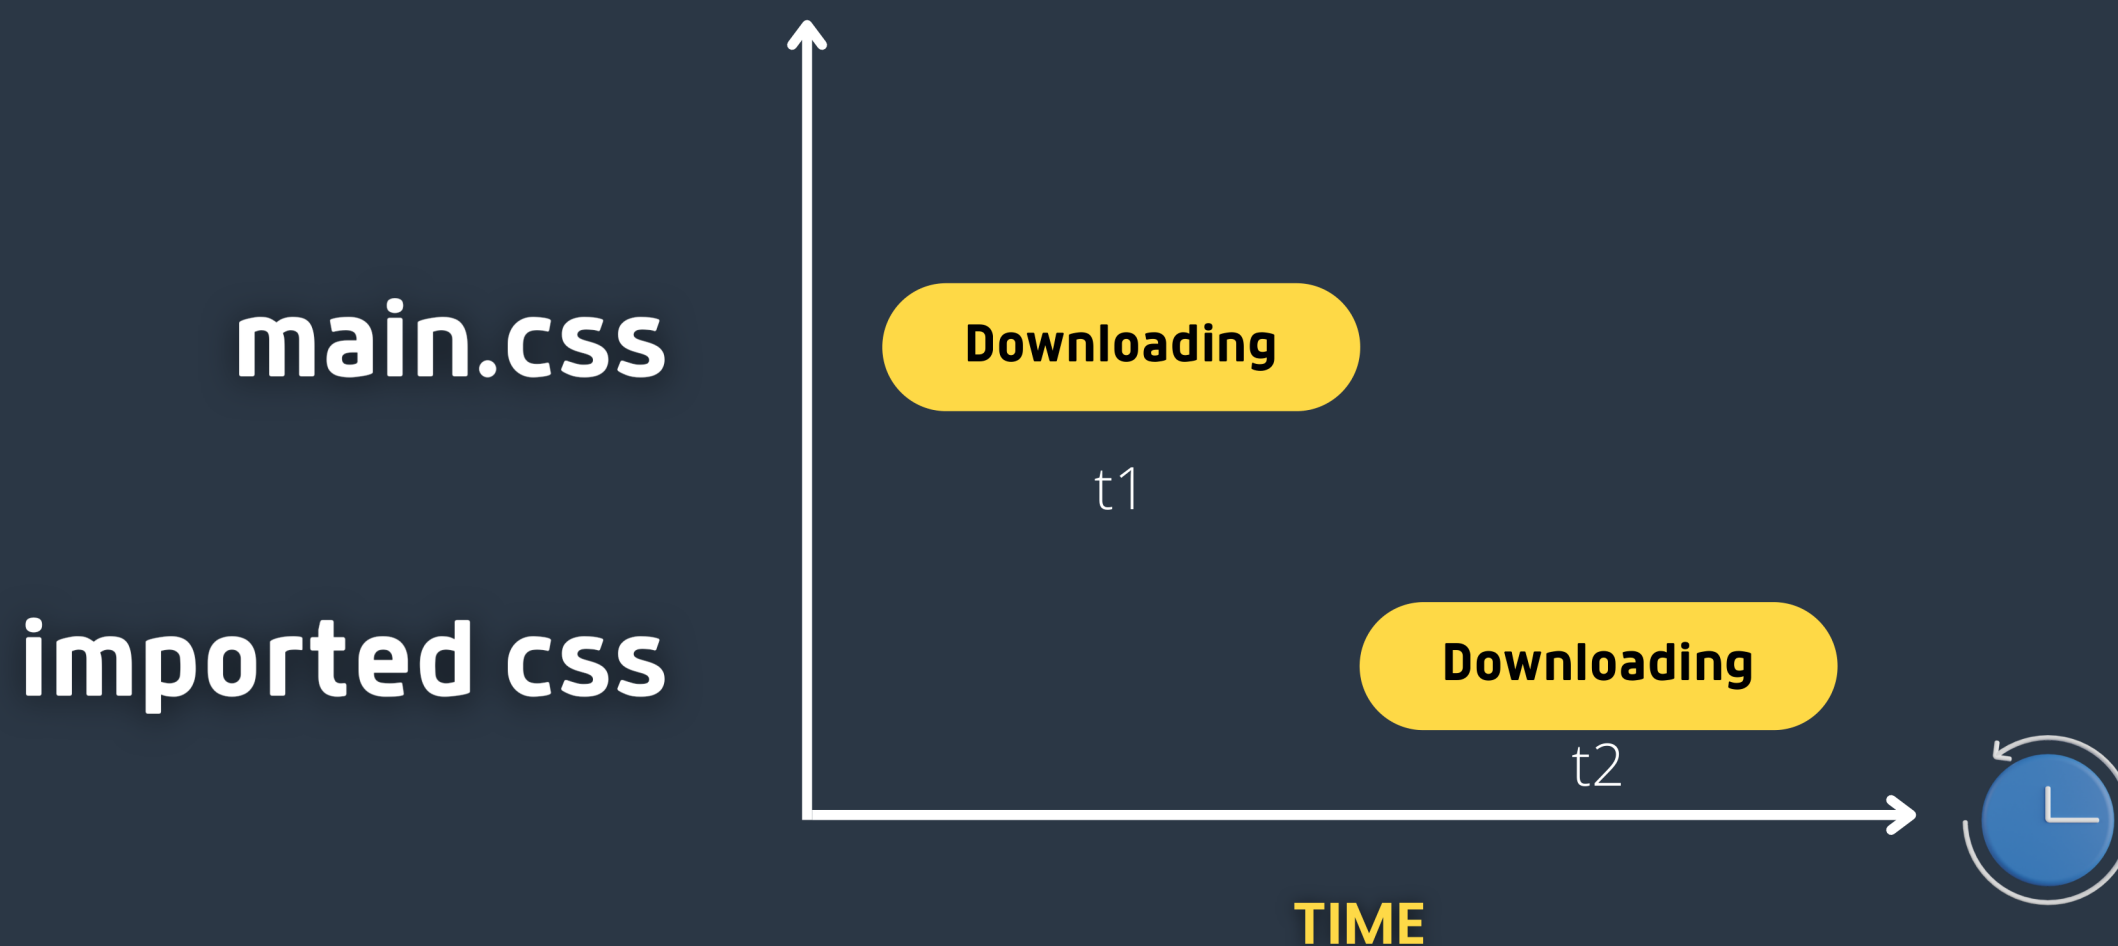 main.css
Downloading
t1
imported css
Downloading
t2
TIME